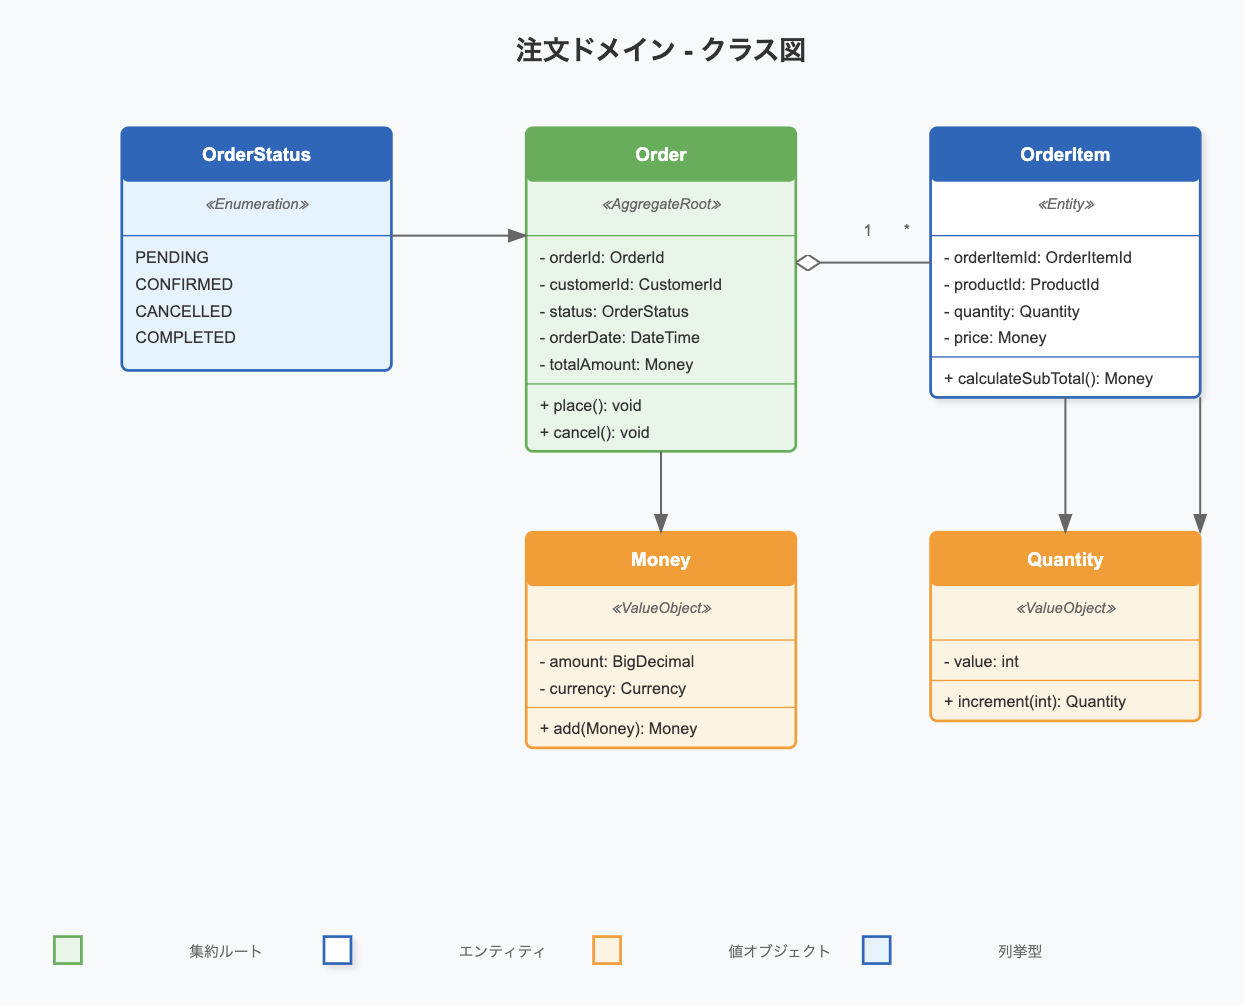 注文ドメイン - クラス図
OrderStatus
≪Enumeration≫
PENDING
CONFIRMED
CANCELLED
COMPLETED
Order
≪AggregateRoot≫
- orderId: OrderId
- customerId: CustomerId
- status: OrderStatus
- orderDate: DateTime
- totalAmount: Money
+ place(): void
+ cancel(): void
1
*
OrderItem
≪Entity≫
- orderItemId: OrderItemId
- productId: ProductId
- quantity: Quantity
- price: Money
+ calculateSubTotal(): Money
Money
≪ValueObject≫
- amount: BigDecimal
- currency: Currency
+ add(Money): Money
Quantity
≪ValueObject≫
- value: int
+ increment(int): Quantity
集約ルート
エンティティ
値オブジェクト
列挙型